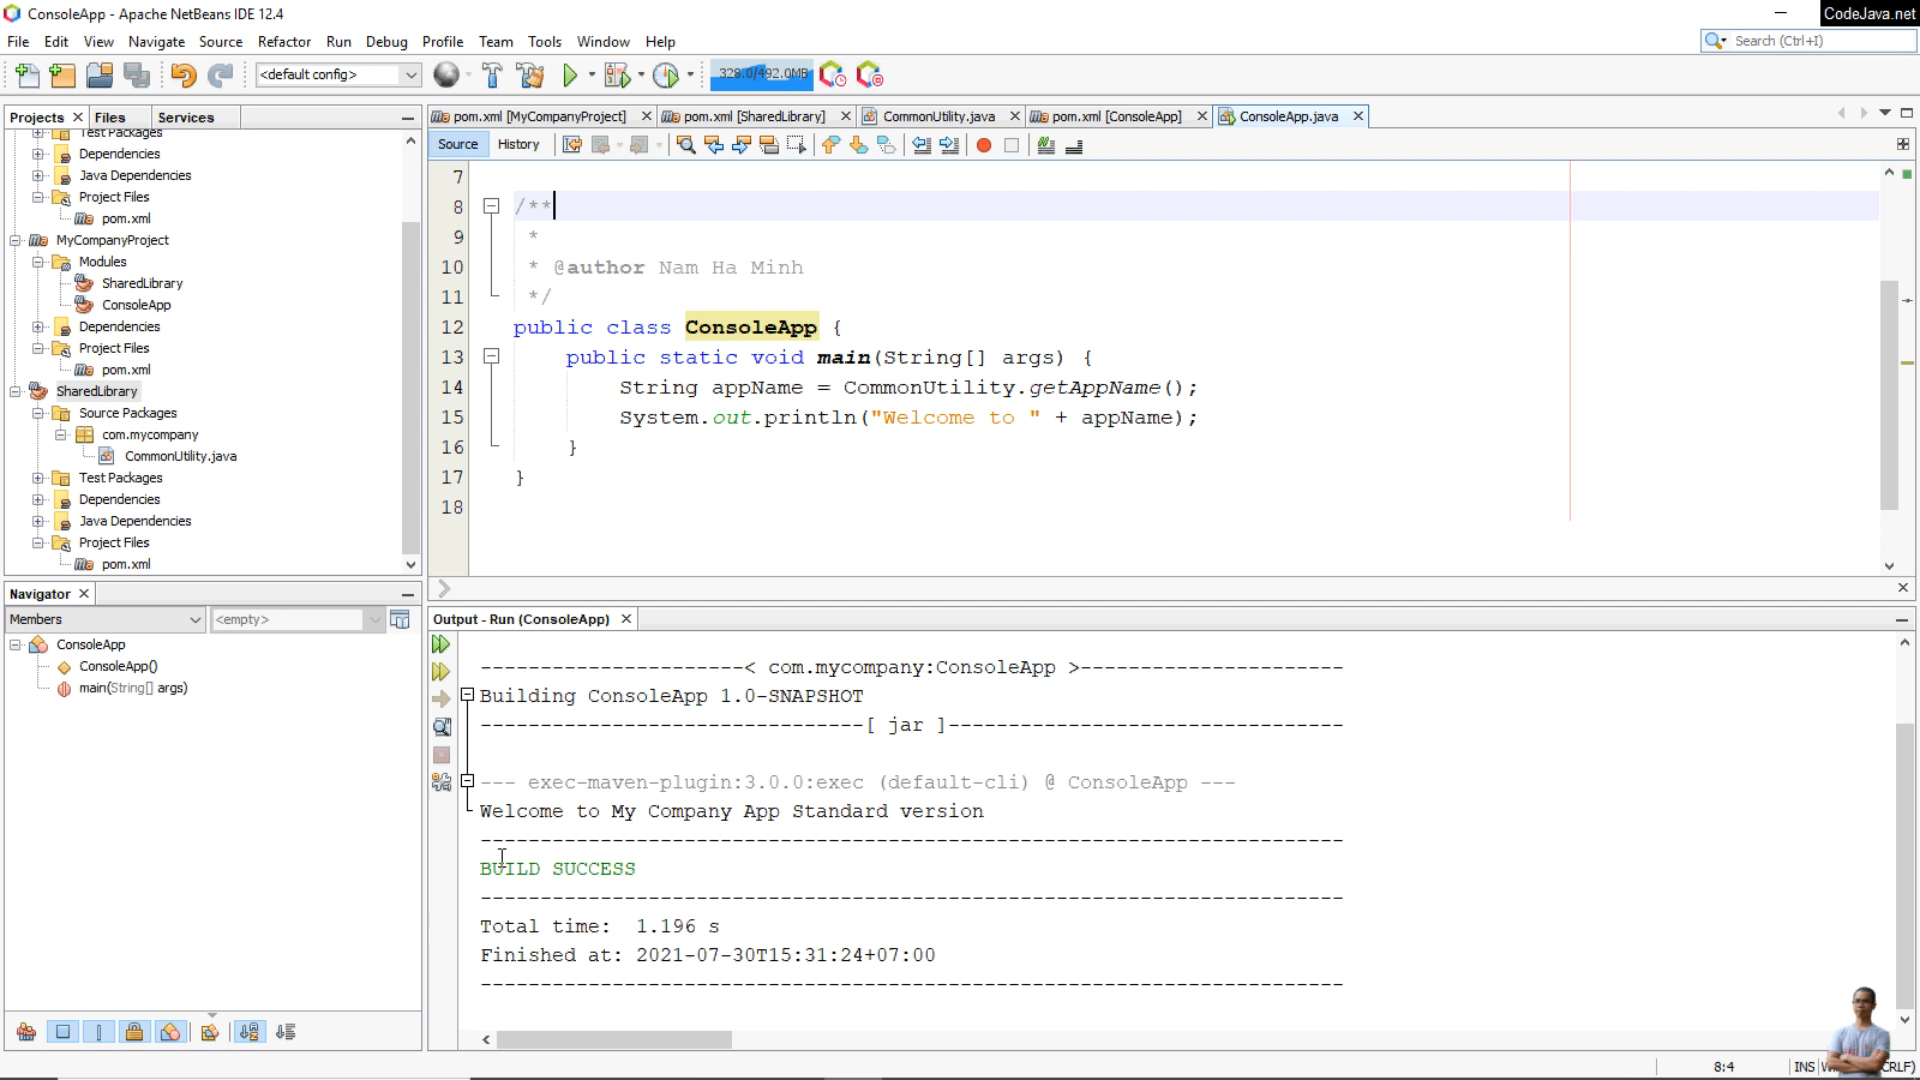 ConsoleApp - Apache NetBeans IDE 12.4
CodeJava.net
File Edit View Navigate Source Refactor Run Debug Profile Team Tools Window Help
Search (Ctrl+I)
<default config>
328.0/492.0MB
Projects Files Services
pom.xml [MyCompanyProject] pom.xml [SharedLibrary] CommonUtility.java pom.xml [ConsoleApp] ConsoleApp.java
Source History
Test Packages
Dependencies
Java Dependencies
Project Files
pom.xml
MyCompanyProject
Modules
SharedLibrary
ConsoleApp
Dependencies
Project Files
pom.xml
SharedLibrary
Source Packages
com.mycompany
CommonUtility.java
Test Packages
Dependencies
Java Dependencies
Project Files
pom.xml
7
8 /**
9 *
10 * @author Nam Ha Minh
11 */
12 public class ConsoleApp {
13 public static void main(String[] args) {
14 String appName = CommonUtility.getAppName();
15 System.out.println("Welcome to " + appName);
16 }
17 }
18
Navigator
Members <empty>
ConsoleApp
ConsoleApp()
main(String[] args)
Output - Run (ConsoleApp)
----------------------< com.mycompany:ConsoleApp >----------------------
Building ConsoleApp 1.0-SNAPSHOT
--------------------------------[ jar ]---------------------------------
--- exec-maven-plugin:3.0.0:exec (default-cli) @ ConsoleApp ---
Welcome to My Company App Standard version
------------------------------------------------------------------------
BUILD SUCCESS
------------------------------------------------------------------------
Total time: 1.196 s
Finished at: 2021-07-30T15:31:24+07:00
------------------------------------------------------------------------
8:4 INS